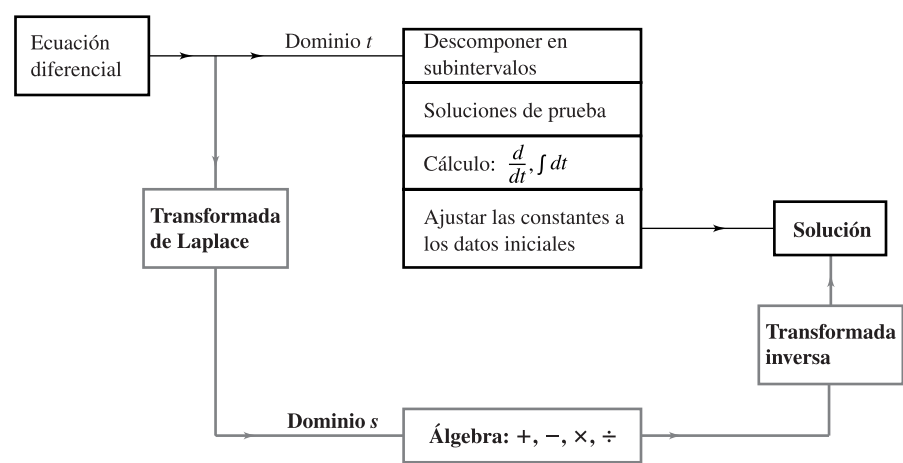 Ecuación
diferencial
Dominio t
Descomponer en
subintervalos
Soluciones de prueba
Cálculo: d/dt, ∫ dt
Ajustar las constantes a
los datos iniciales
Transformada
de Laplace
Solución
Transformada
inversa
Dominio s
Álgebra: +, −, ×, ÷